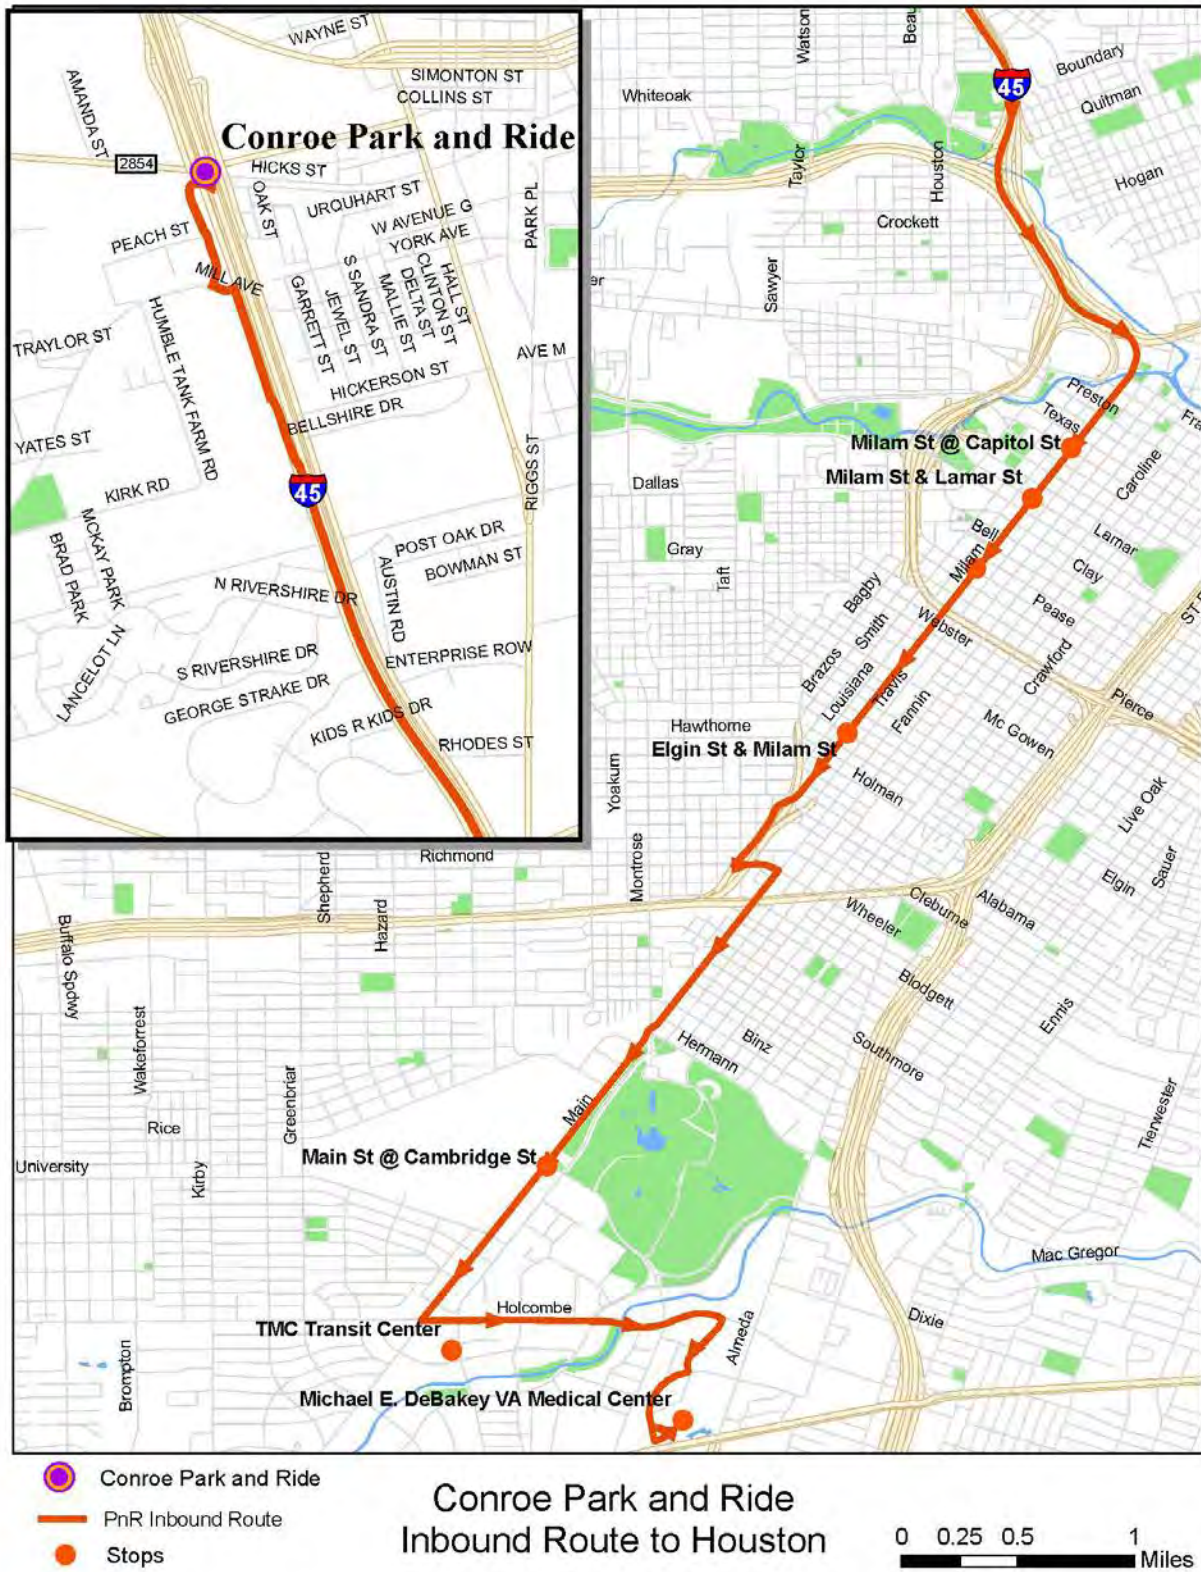 WAYNE ST
SIMONTON ST
COLLINS ST
AMANDA ST
Conroe Park and Ride
2854
HICKS ST
OAK ST
URQUHART ST
W AVENUE G
YORK AVE
PARK PL
PEACH ST
MILL AVE
HALL ST
CLINTON ST
DELTA ST
MALLIE ST
S SANDRA ST
JEWEL ST
GARRETT ST
TRAYLOR ST
HUMBLE TANK FARM RD
AVE M
HICKERSON ST
BELLSHIRE DR
YATES ST
RIGGS ST
KIRK RD
45
MCKAY PARK
BRAD PARK
POST OAK DR
BOWMAN ST
AUSTIN RD
N RIVERSHIRE DR
LANCELOT LN
S RIVERSHIRE DR
ENTERPRISE ROW
GEORGE STRAKE DR
KIDS R KIDS DR
RHODES ST
Watson
Beau
Boundary
45
Whiteoak
Quitman
Taylor
Houston
Hogan
Crockett
Sawyer
er
Preston
Texas
Fra
Milam St @ Capitol St
Milam St & Lamar St
Caroline
Dallas
Bell
Lamar
Gray
Milam
Clay
Taft
Bagby
Pease
Smith
Webster
Brazos
Crawford
Louisiana
Travis
Pierce
Fannin
Hawthorne
Mc Gowen
Elgin St & Milam St
Holman
Live Oak
Yoakum
Richmond
Montrose
Sauer
Elgin
Shepherd
Hazard
Alabama
Cleburne
Wheeler
Buffalo Spdwy
Blodgett
Ennis
Wakeforrest
Binz
Hermann
Southmore
Greenbriar
Main
Rice
Tierwester
Main St @ Cambridge St
University
Kirby
Mac Gregor
Holcombe
Dixie
TMC Transit Center
Almeda
Brompton
Michael E. DeBakey VA Medical Center
Conroe Park and Ride
PnR Inbound Route
Stops
Conroe Park and Ride
Inbound Route to Houston
0 0.25 0.5 1
Miles